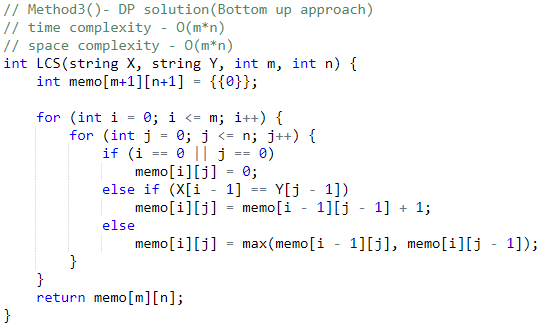 // Method3()- DP solution(Bottom up approach)
// time complexity - O(m*n)
// space complexity - O(m*n)
int LCS(string X, string Y, int m, int n) {
    int memo[m+1][n+1] = {{0}};

    for (int i = 0; i <= m; i++) {
        for (int j = 0; j <= n; j++) {
            if (i == 0 || j == 0)
                memo[i][j] = 0;
            else if (X[i - 1] == Y[j - 1])
                memo[i][j] = memo[i - 1][j - 1] + 1;
            else
                memo[i][j] = max(memo[i - 1][j], memo[i][j - 1]);
        }
    }
    return memo[m][n];
}